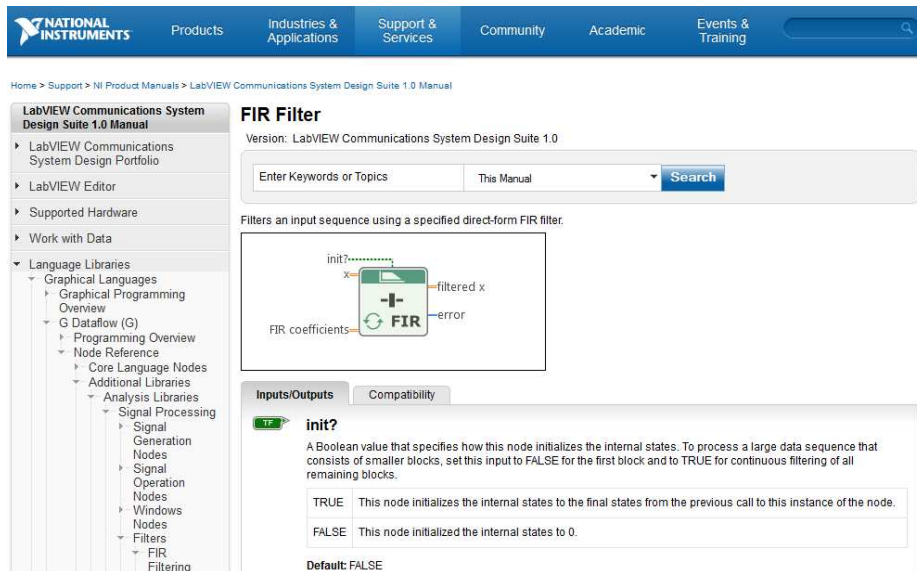 NATIONAL
INSTRUMENTS
Products
Industries &
Applications
Support &
Services
Community
Academic
Events &
Training
Home > Support > NI Product Manuals > LabVIEW Communications System Design Suite 1.0 Manual
LabVIEW Communications System
Design Suite 1.0 Manual
LabVIEW Communications
System Design Portfolio
LabVIEW Editor
Supported Hardware
Work with Data
Language Libraries
Graphical Languages
Graphical Programming
Overview
G Dataflow (G)
Programming Overview
Node Reference
Core Language Nodes
Additional Libraries
Analysis Libraries
Signal Processing
Signal
Generation
Nodes
Signal
Operation
Nodes
Windows
Nodes
Filters
FIR
Filtering
FIR Filter
Version: LabVIEW Communications System Design Suite 1.0
Enter Keywords or Topics
This Manual
Search
Filters an input sequence using a specified direct-form FIR filter.
init?
x
filtered x
FIR
error
FIR coefficients
Inputs/Outputs
Compatibility
TF
init?
A Boolean value that specifies how this node initializes the internal states. To process a large data sequence that
consists of smaller blocks, set this input to FALSE for the first block and to TRUE for continuous filtering of all
remaining blocks.
TRUE This node initializes the internal states to the final states from the previous call to this instance of the node.
FALSE This node initialized the internal states to 0.
Default: FALSE